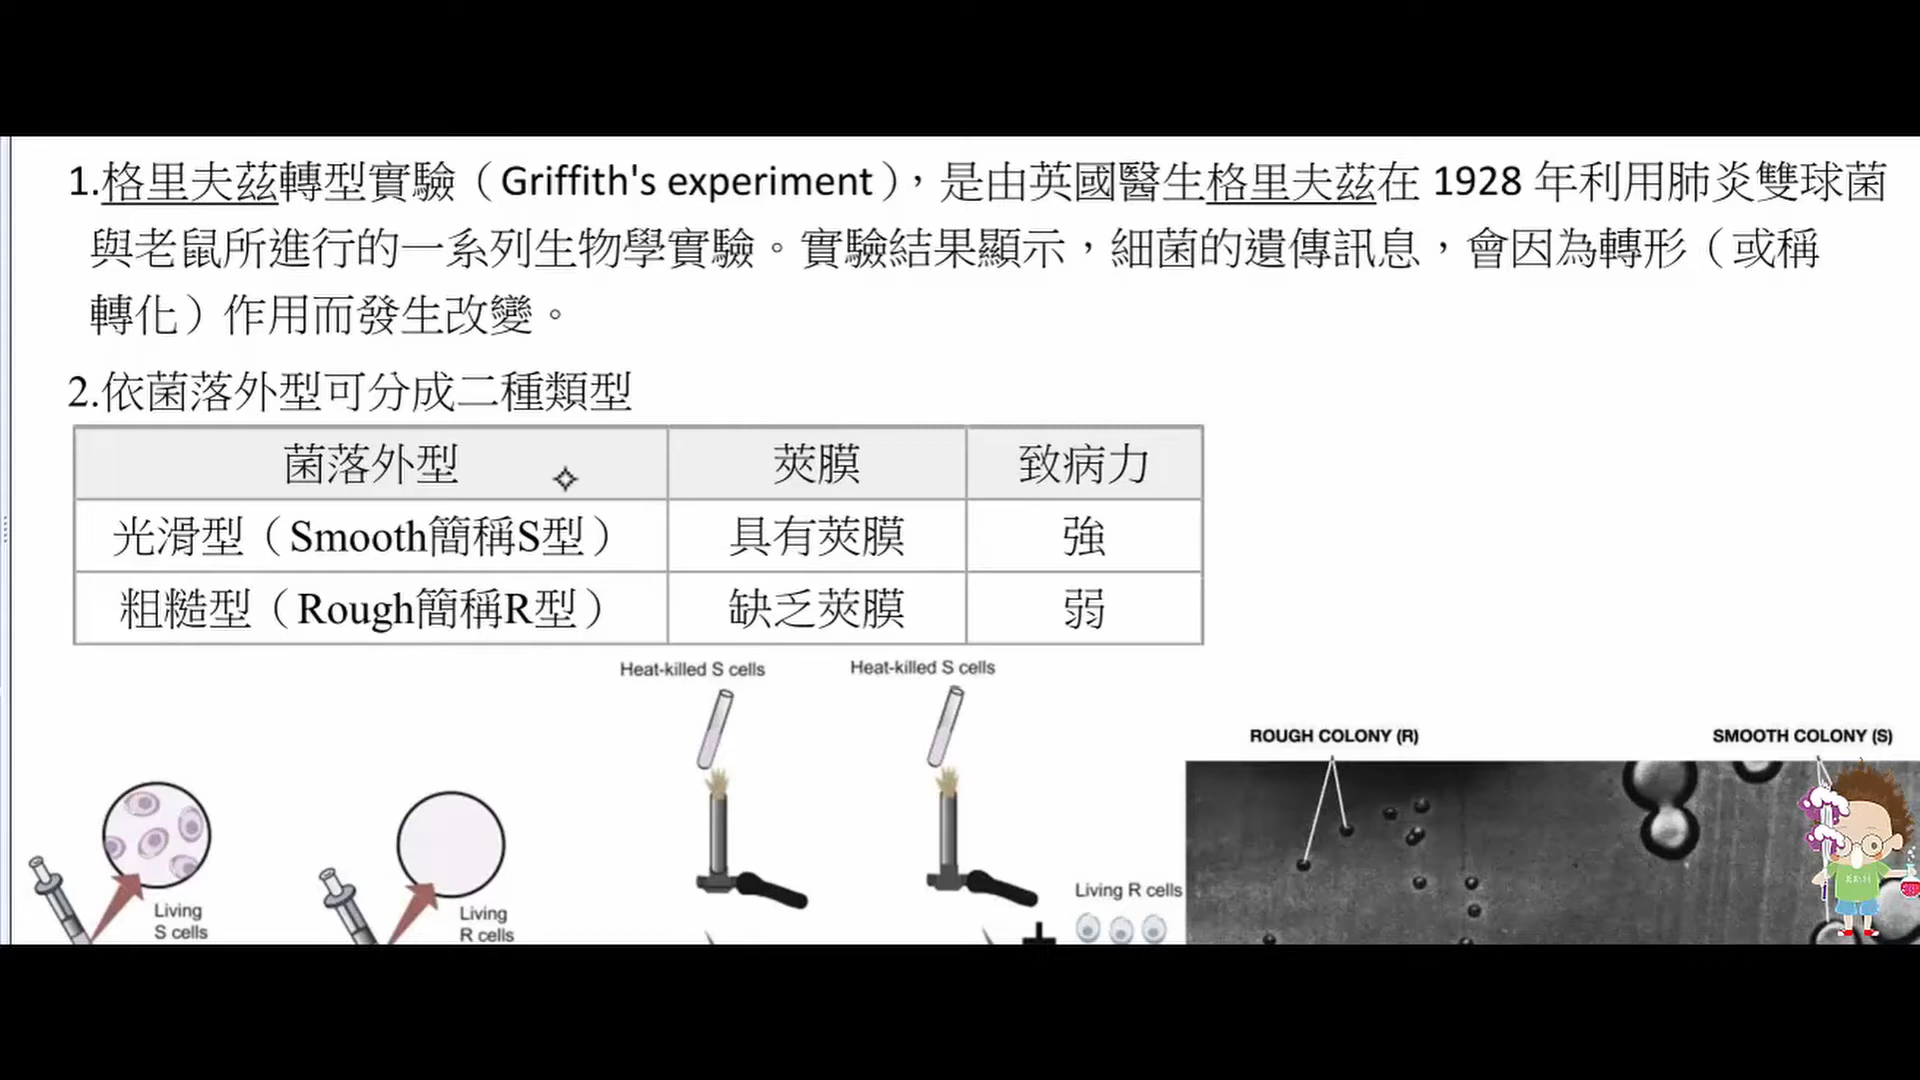 1.格里夫茲轉型實驗（Griffith's experiment），是由英國醫生格里夫茲在 1928 年利用肺炎雙球菌
與老鼠所進行的一系列生物學實驗。實驗結果顯示，細菌的遺傳訊息，會因為轉形（或稱
轉化）作用而發生改變。
2.依菌落外型可分成二種類型
菌落外型 莢膜 致病力
光滑型（Smooth簡稱S型） 具有莢膜 強
粗糙型（Rough簡稱R型） 缺乏莢膜 弱
Heat-killed S cells
Heat-killed S cells
ROUGH COLONY (R)
SMOOTH COLONY (S)
Living
S cells
Living
R cells
Living R cells